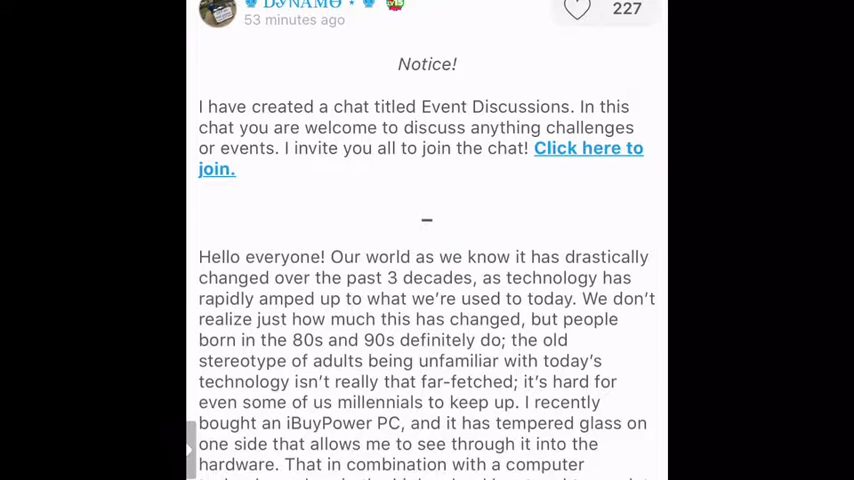 DYNAMO
53 minutes ago
227
Notice!
I have created a chat titled Event Discussions. In this
chat you are welcome to discuss anything challenges
or events. I invite you all to join the chat! Click here to
join.
–
Hello everyone! Our world as we know it has drastically
changed over the past 3 decades, as technology has
rapidly amped up to what we’re used to today. We don’t
realize just how much this has changed, but people
born in the 80s and 90s definitely do; the old
stereotype of adults being unfamiliar with today’s
technology isn’t really that far-fetched; it’s hard for
even some of us millennials to keep up. I recently
bought an iBuyPower PC, and it has tempered glass on
one side that allows me to see through it into the
hardware. That in combination with a computer